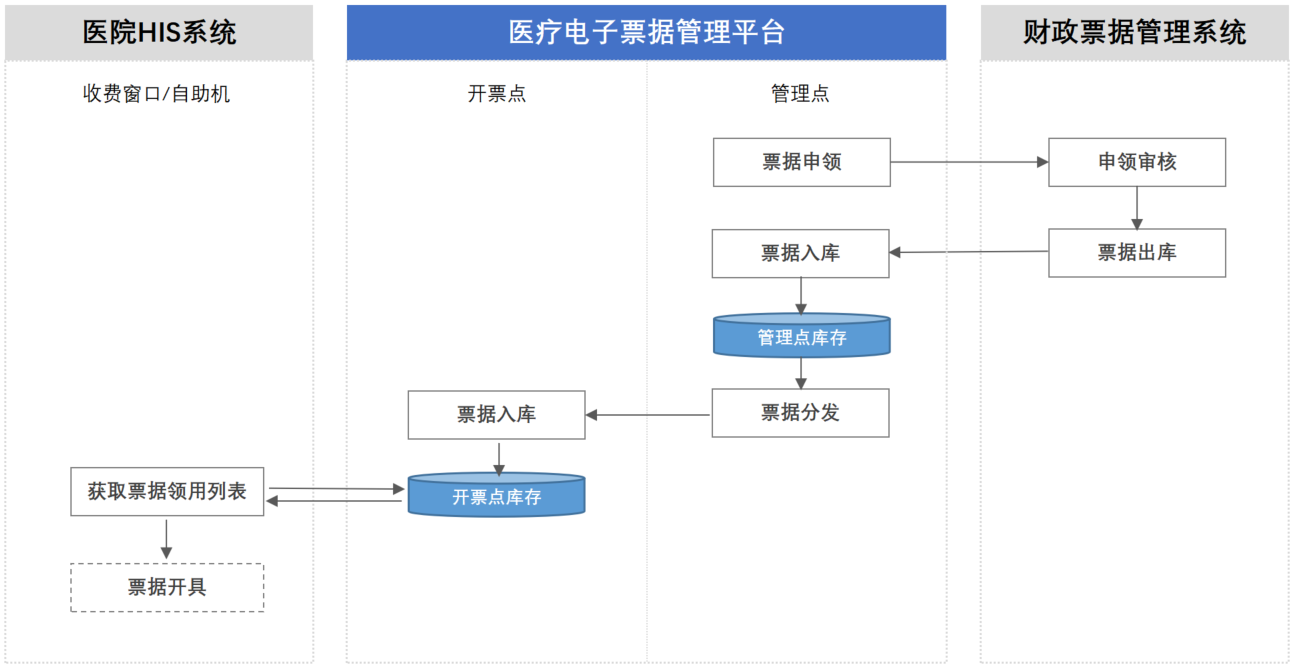 医院HIS系统
医疗电子票据管理平台
财政票据管理系统
收费窗口/自助机
开票点
管理点
票据申领
申领审核
票据入库
票据出库
管理点库存
票据入库
票据分发
获取票据领用列表
开票点库存
票据开具